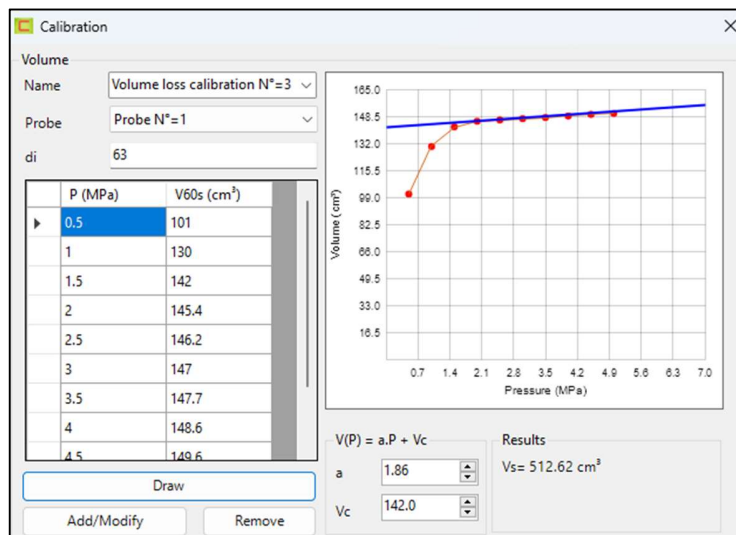 Calibration
Volume
Name
Volume loss calibration N°=3
Probe
Probe N°=1
di
63
P (MPa) V60s (cm³)
0.5 101
1 130
1.5 142
2 145.4
2.5 146.2
3 147
3.5 147.7
4 148.6
4.5 149.6
Draw
Add/Modify Remove
165.0
148.5
132.0
115.5
99.0
82.5
66.0
49.5
33.0
16.5
Volume (cm³)
0.7 1.4 2.1 2.8 3.5 4.2 4.9 5.6 6.3 7.0
Pressure (MPa)
V(P) = a.P + Vc
a 1.86
Vc 142.0
Results
Vs= 512.62 cm³